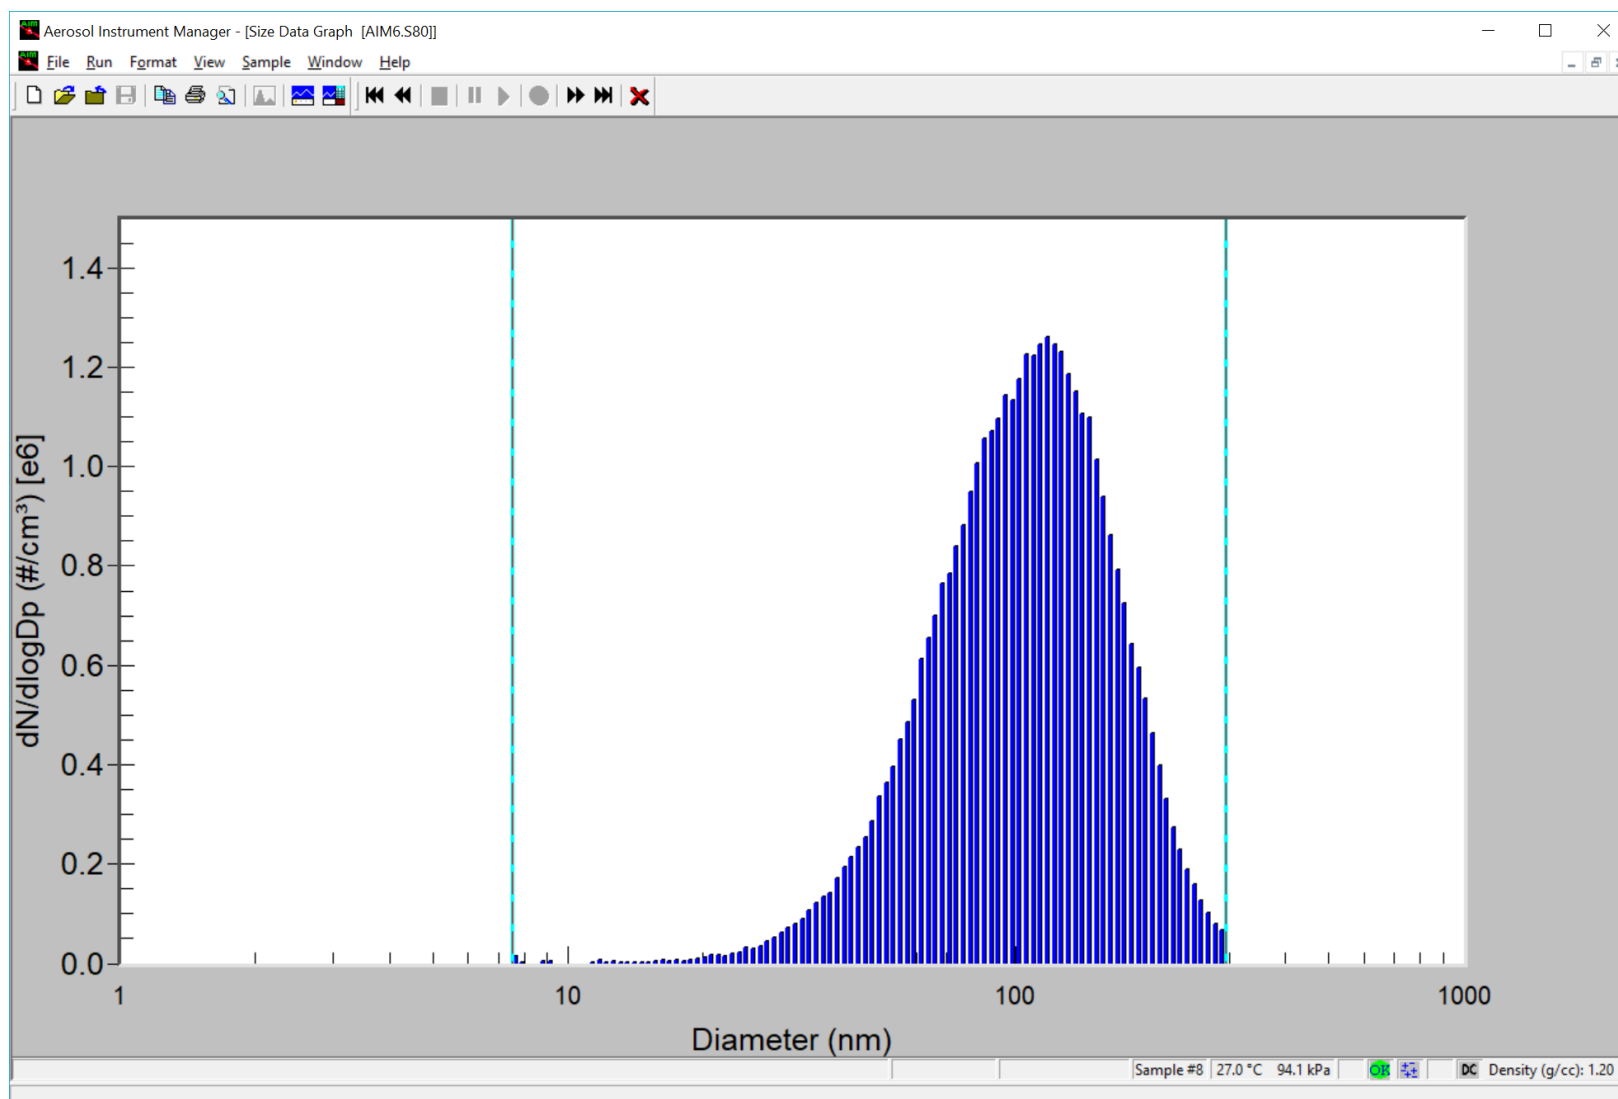 Aerosol Instrument Manager - [Size Data Graph  [AIM6.S80]]
File Run Format View Sample Window Help
dN/dlogDp (#/cm³) [e6]
1.4
1.2
1.0
0.8
0.6
0.4
0.2
0.0
1 10 100 1000
Diameter (nm)
Sample #8 27.0 °C 94.1 kPa OK DC Density (g/cc): 1.20